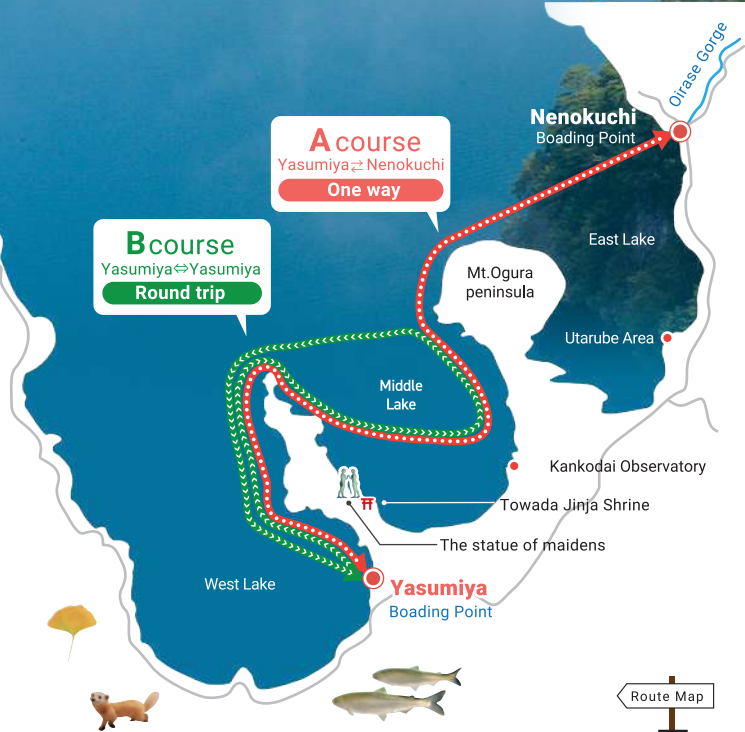 Oirase Gorge
Nenokuchi
Boading Point
A course
Yasumiya⇄Nenokuchi
One way
East Lake
B course
Yasumiya⇔Yasumiya
Round trip
Mt.Ogura
peninsula
Utarube Area
Middle
Lake
Kankodai Observatory
Towada Jinja Shrine
The statue of maidens
West Lake
Yasumiya
Boading Point
Route Map